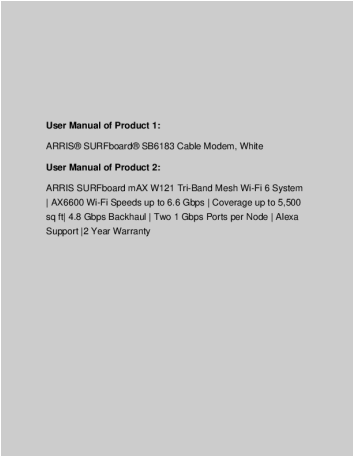 User Manual of Product 1:
ARRIS® SURFboard® SB6183 Cable Modem, White
User Manual of Product 2:
ARRIS SURFboard mAX W121 Tri-Band Mesh Wi-Fi 6 System
| AX6600 Wi-Fi Speeds up to 6.6 Gbps | Coverage up to 5,500
sq ft| 4.8 Gbps Backhaul | Two 1 Gbps Ports per Node | Alexa
Support |2 Year Warranty